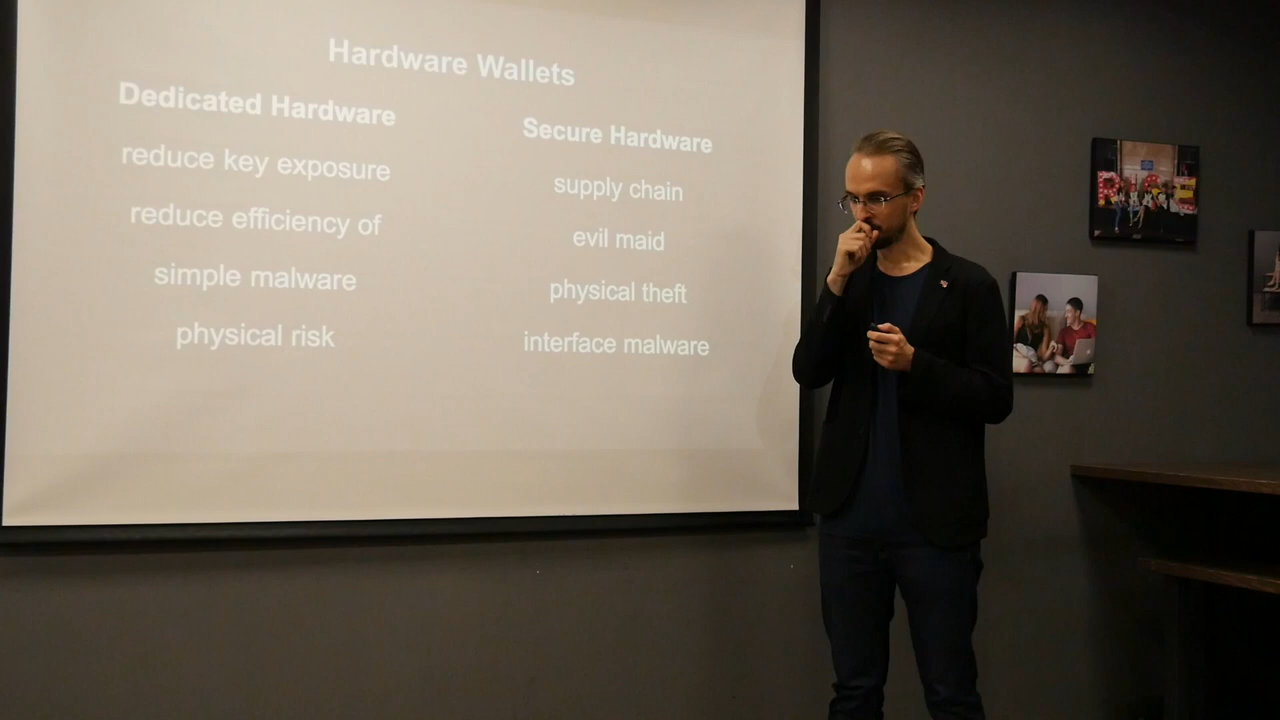 Hardware Wallets
Dedicated Hardware
reduce key exposure
reduce efficiency of
simple malware
physical risk
Secure Hardware
supply chain
evil maid
physical theft
interface malware